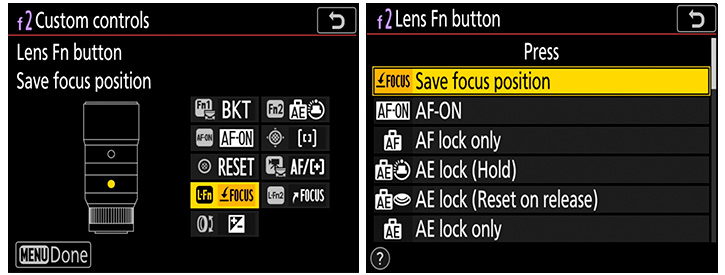 f2 Custom controls
Lens Fn button
Save focus position
Fn1 BKT Fn2 AE
AF-ON AF-ON [ ]
RESET AF/[+]
L-Fn FOCUS L-Fn2 FOCUS
MENU Done
f2 Lens Fn button
Press
FOCUS Save focus position
AF-ON AF-ON
AF AF lock only
AE AE lock (Hold)
AE AE lock (Reset on release)
AE AE lock only
?